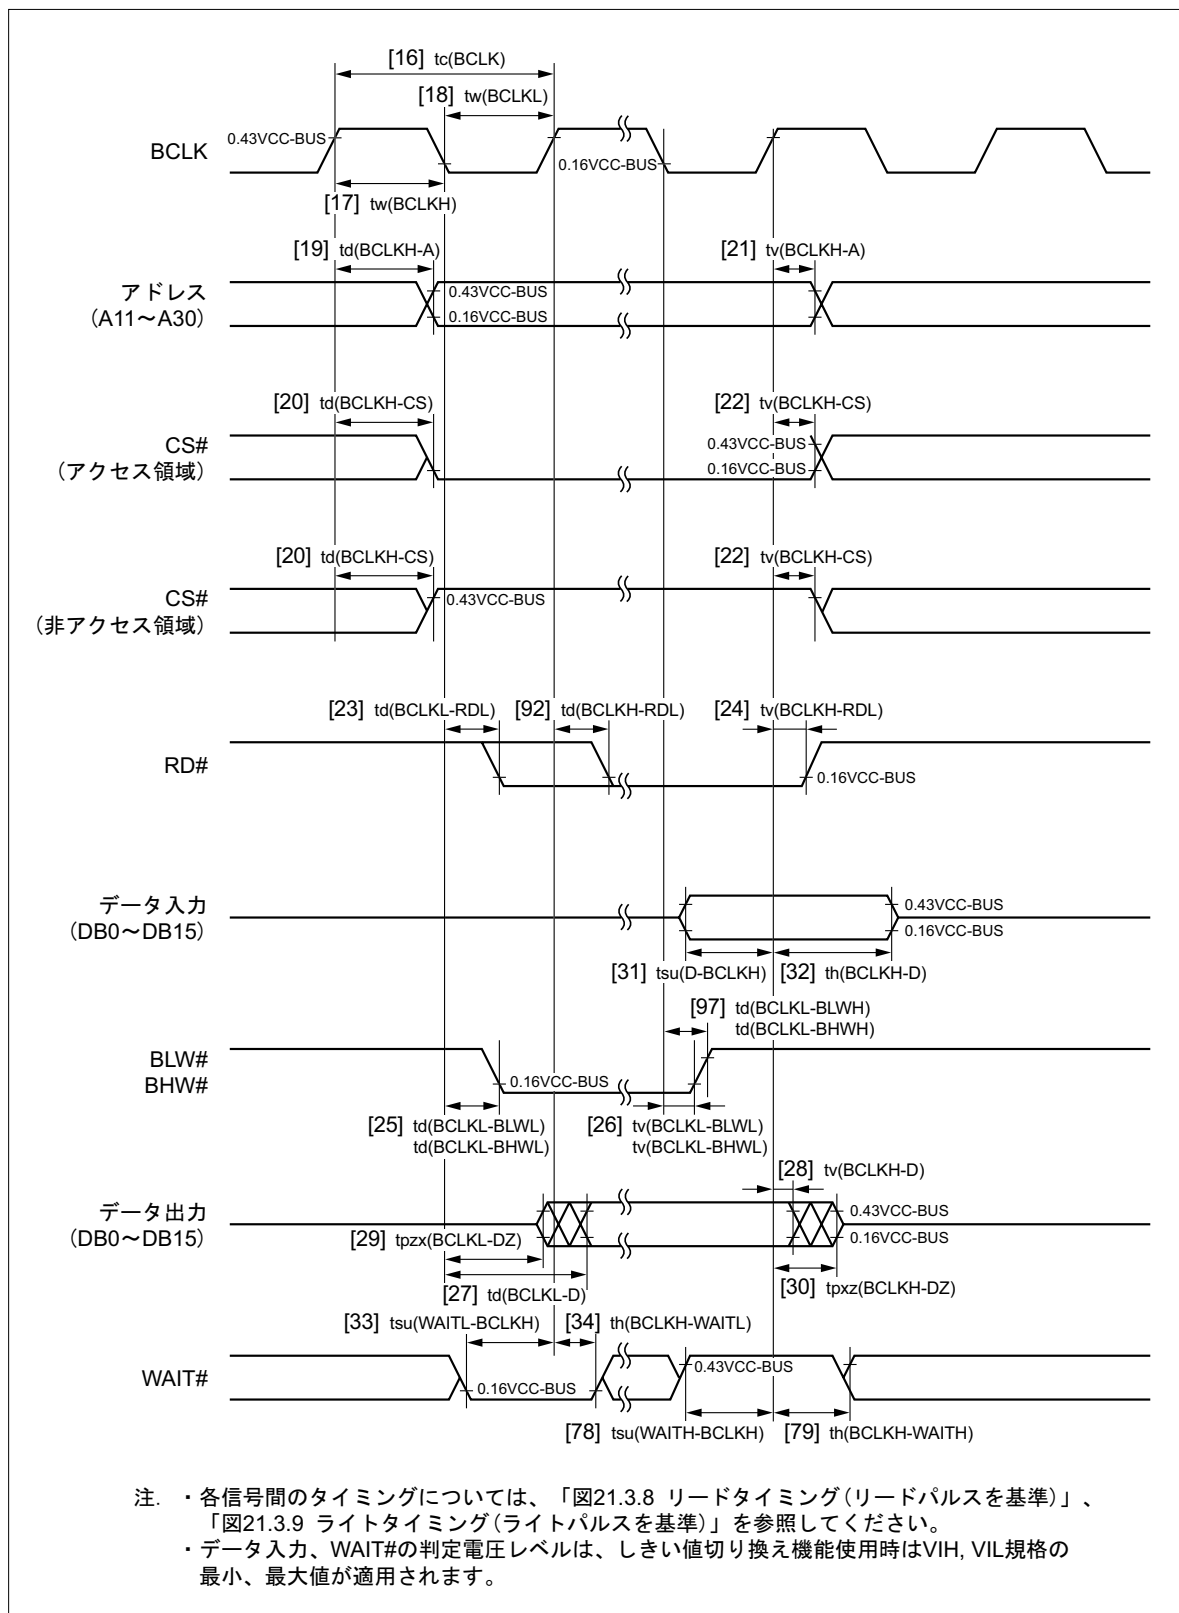 [16] tc(BCLK)
[18] tw(BCLKL)
0.43VCC-BUS
BCLK
0.16VCC-BUS
[17] tw(BCLKH)
[19] td(BCLKH-A)
[21] tv(BCLKH-A)
アドレス
(A11~A30)
0.43VCC-BUS
0.16VCC-BUS
[20] td(BCLKH-CS)
[22] tv(BCLKH-CS)
CS#
(アクセス領域)
0.43VCC-BUS
0.16VCC-BUS
[20] td(BCLKH-CS)
[22] tv(BCLKH-CS)
CS#
(非アクセス領域)
0.43VCC-BUS
[23] td(BCLKL-RDL)
[92] td(BCLKH-RDL)
[24] tv(BCLKH-RDL)
RD#
0.16VCC-BUS
データ入力
(DB0~DB15)
0.43VCC-BUS
0.16VCC-BUS
[31] tsu(D-BCLKH)
[32] th(BCLKH-D)
[97] td(BCLKL-BLWH)
td(BCLKL-BHWH)
BLW#
BHW#
0.16VCC-BUS
[25] td(BCLKL-BLWL)
td(BCLKL-BHWL)
[26] tv(BCLKL-BLWL)
tv(BCLKL-BHWL)
[28] tv(BCLKH-D)
データ出力
(DB0~DB15)
0.43VCC-BUS
0.16VCC-BUS
[29] tpzx(BCLKL-DZ)
[30] tpxz(BCLKH-DZ)
[27] td(BCLKL-D)
[33] tsu(WAITL-BCLKH)
[34] th(BCLKH-WAITL)
WAIT#
0.16VCC-BUS
0.43VCC-BUS
[78] tsu(WAITH-BCLKH)
[79] th(BCLKH-WAITH)
注. ・各信号間のタイミングについては、「図21.3.8 リードタイミング(リードパルスを基準)」、
「図21.3.9 ライトタイミング(ライトパルスを基準)」を参照してください。
・データ入力、WAIT#の判定電圧レベルは、しきい値切り換え機能使用時はVIH, VIL規格の
最小、最大値が適用されます。